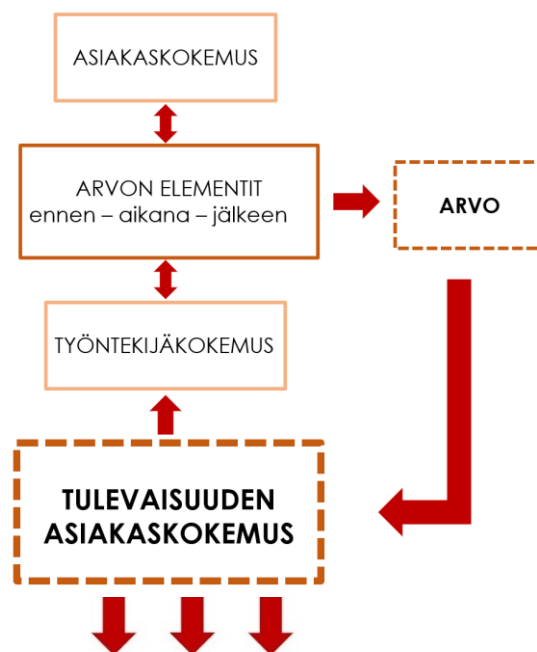 ASIAKASKOKEMUS
ARVON ELEMENTIT
ennen – aikana – jälkeen
ARVO
TYÖNTEKIJÄKOKEMUS
TULEVAISUUDEN
ASIAKASKOKEMUS